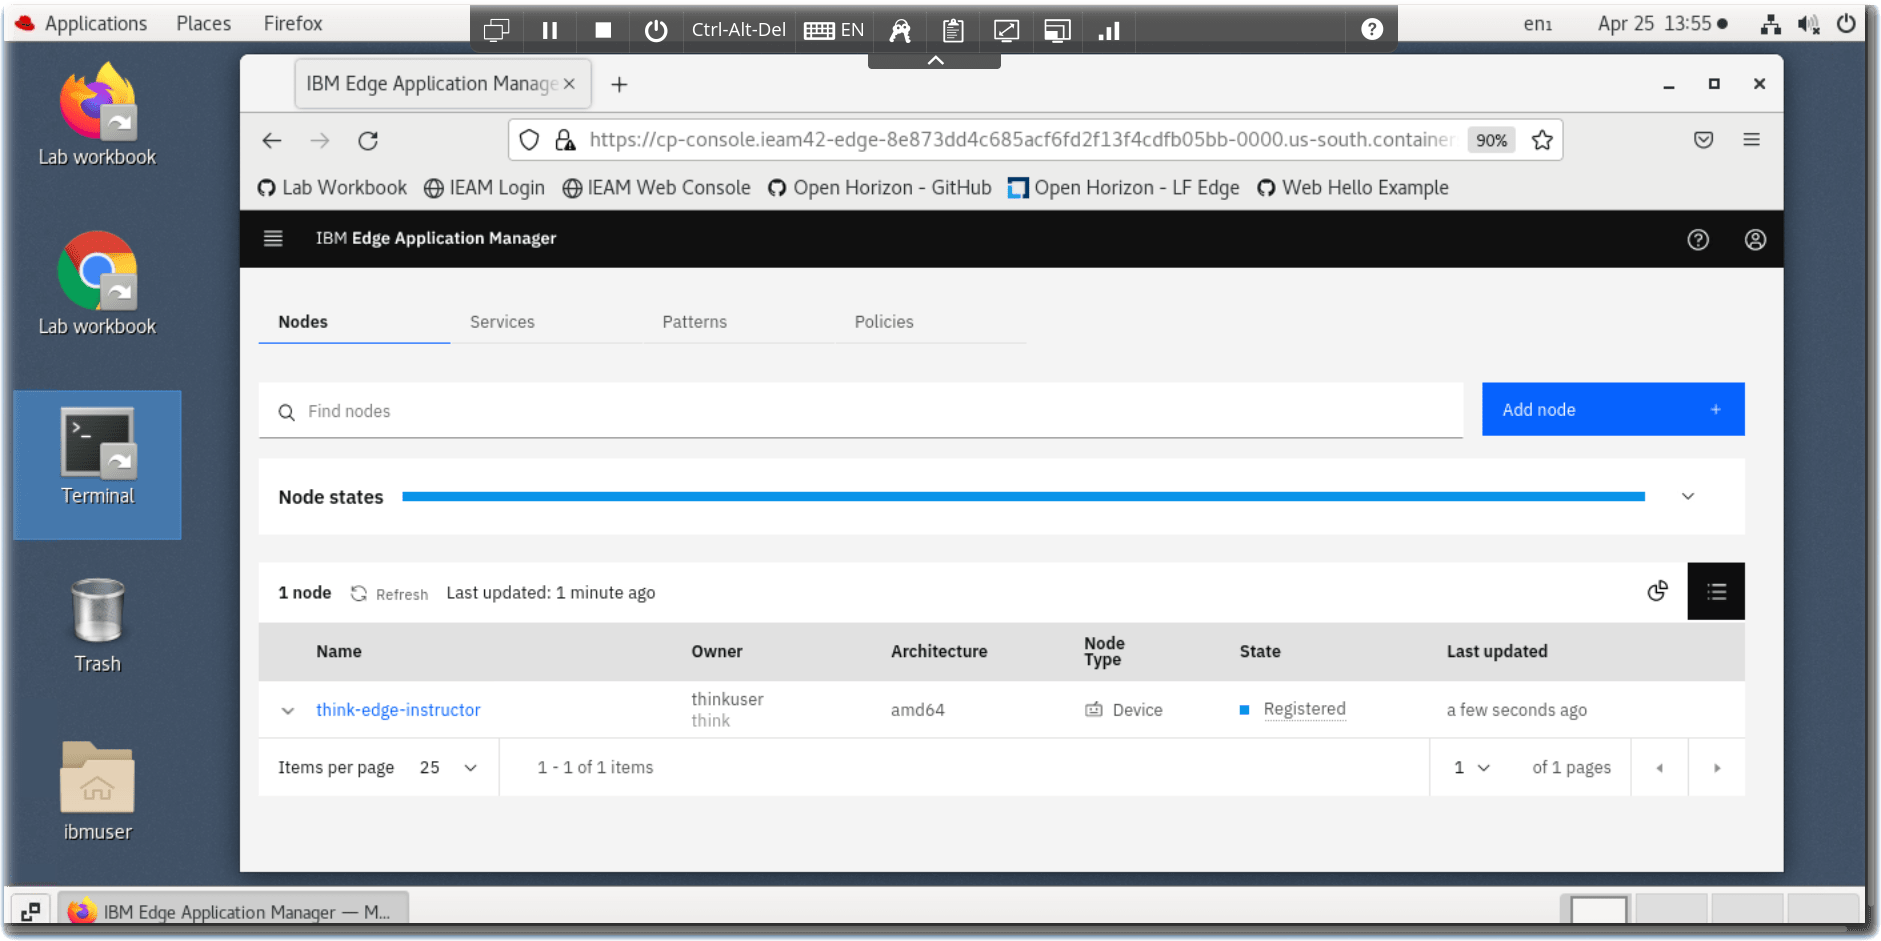 Applications Places Firefox
Ctrl-Alt-Del EN
en₁ Apr 25 13:55
Lab workbook
Lab workbook
>_
Terminal
Trash
ibmuser
IBM Edge Application Manage
https://cp-console.ieam42-edge-8e873dd4c685acf6fd2f13f4cdfb05bb-0000.us-south.container 90%
Lab Workbook IEAM Login IEAM Web Console Open Horizon - GitHub Open Horizon - LF Edge Web Hello Example
IBM Edge Application Manager
Nodes Services Patterns Policies
Find nodes
Add node +
Node states
1 node Refresh Last updated: 1 minute ago
Name Owner Architecture Node Type State Last updated
think-edge-instructor thinkuser think amd64 Device Registered a few seconds ago
Items per page 25 1 - 1 of 1 items 1 of 1 pages
IBM Edge Application Manager — M...